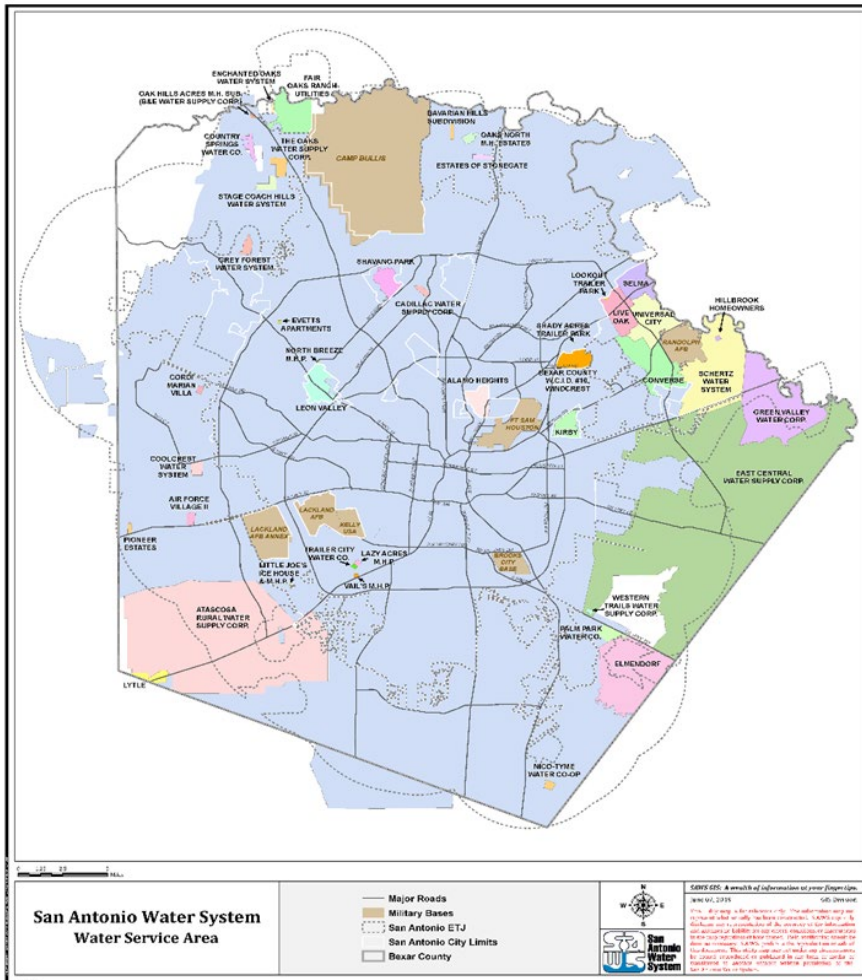 ENCHANTED OAKS
WATER SYSTEM
FAIR
OAKS RANCH
UTILITIES
OAK HILLS ACRES M.H. SUB.
(G&E WATER SUPPLY CORP.)
BAVARIAN HILLS
SUBDIVISION
COUNTRY
SPRINGS
WATER CO.
THE OAKS
WATER SUPPLY
CORP.
CAMP BULLIS
OAKS NORTH
M.H. ESTATES
ESTATES OF STONEGATE
STAGE COACH HILLS
WATER SYSTEM
GREY FOREST
WATER SYSTEM
SHAVANO PARK
LOOKOUT
TRAILER
PARK
SELMA
CADILLAC WATER
SUPPLY CORP.
LIVE
OAK
UNIVERSAL
CITY
HILLBROOK
HOMEOWNERS
EVETTS
APARTMENTS
BRADY ACRES
TRAILER PARK
RANDOLPH
AFB
NORTH BREEZE
M.H.P.
BEXAR COUNTY
W.C.I.D. #10,
WINDCREST
SCHERTZ
WATER
SYSTEM
CONVERSE
ALAMO HEIGHTS
CORDI
MARIAN
VILLA
LEON VALLEY
FT SAM
HOUSTON
KIRBY
GREEN VALLEY
WATER CORP.
COOLCREST
WATER
SYSTEM
EAST CENTRAL
WATER SUPPLY CORP.
AIR FORCE
VILLAGE II
LACKLAND
AFB
KELLY
USA
LACKLAND
AFB ANNEX
PIONEER
ESTATES
TRAILER CITY
WATER CO.
LAZY ACRES
M.H.P.
BROOKS
CITY
BASE
LITTLE JOE'S
ICE HOUSE
& M.H.P.
VAIL'S M.H.P.
WESTERN
TRAILS WATER
SUPPLY CORP.
ATASCOSA
RURAL WATER
SUPPLY CORP.
PALM PARK
WATER CO.
ELMENDORF
LYTLE
NICO-TYME
WATER CO-OP
San Antonio Water System
Water Service Area
Major Roads
Military Bases
San Antonio ETJ
San Antonio City Limits
Bexar County
N
W
E
S
San
Antonio
Water
System
SAWS GIS: A wealth of information at your fingertips.